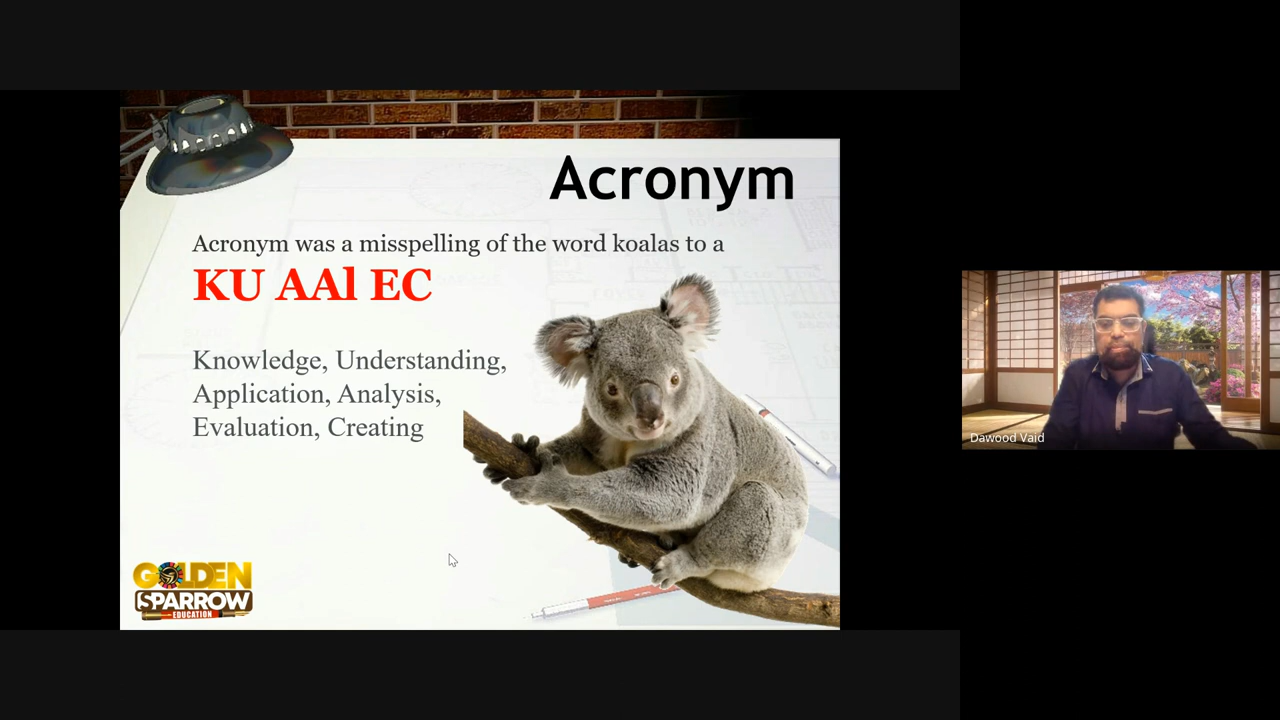 Acronym
Acronym was a misspelling of the word koalas to a
KU AAl EC
Knowledge, Understanding,
Application, Analysis,
Evaluation, Creating
GOLDEN
SPARROW
EDUCATION
Dawood Vaid